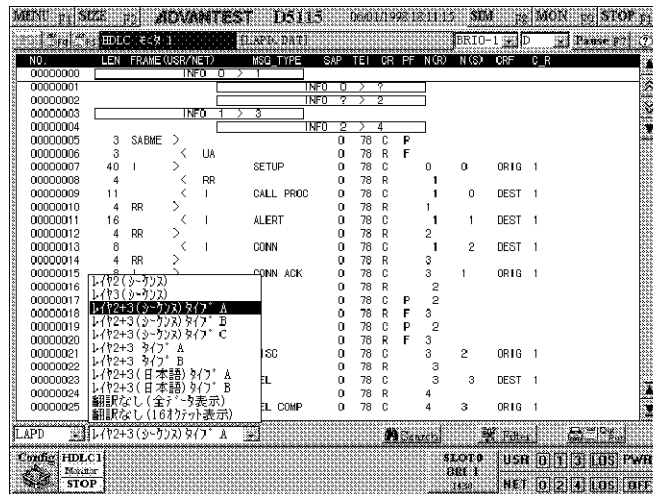 MENU F1 SIZE F2 ADVANTEST D5115 06/01/1998 18:11:15 SIM F8 MON F9 STOP F1
HDLC モニタ 1 [LAPD.DAT] BRIO-1 D Pause F7 ?
NO. LEN FRAME(USR/NET) MSG_TYPE SAP TEI CR PF N(R) N(S) CRF C_R
00000000 INFO 0 > 1
00000001 INFO 0 > ?
00000002 INFO ? > 2
00000003 INFO 1 > 3
00000004 INFO 2 > 4
00000005 3 SABME > 0 78 C P
00000006 3 < UA 0 78 R F
00000007 40 I > SETUP 0 78 C 0 0 ORIG 1
00000008 4 < RR 0 78 R 1
00000009 11 < I CALL PROC 0 78 C 1 0 DEST 1
00000010 4 RR > 0 78 R 1
00000011 16 < I ALERT 0 78 C 1 1 DEST 1
00000012 4 RR > 0 78 R 2
00000013 8 < I CONN 0 78 C 1 2 DEST 1
00000014 4 RR > 0 78 R 3
00000015 8 I > CONN ACK 0 78 C 3 1 ORIG 1
00000016 レイヤ2(シーケンス) 0 78 R 2
00000017 レイヤ3(シーケンス) 0 78 C P 2
00000018 レイヤ2+3(シーケンス)タイプ A 0 78 R F 3
00000019 レイヤ2+3(シーケンス)タイプ B 0 78 C P 2
00000020 レイヤ2+3(シーケンス)タイプ C 0 78 R F 3
00000021 レイヤ2+3 タイプ A ISC 0 78 C 3 2 ORIG 1
00000022 レイヤ2+3 タイプ B 0 78 R 3
00000023 レイヤ2+3(日本語)タイプ A EL 0 78 C 3 3 DEST 1
00000024 レイヤ2+3(日本語)タイプ B 0 78 R 4
翻訳なし(全データ表示)
00000025 翻訳なし(16オクテット表示) EL COMP 0 78 C 4 3 ORIG 1
LAPD レイヤ2+3(シーケンス)タイプ A Search Filter
Config HDLC1 SLOT0 USR 0 1 3 LOS PWR
Monitor BRI 1
STOP I430 NET 0 2 4 LOS OFF